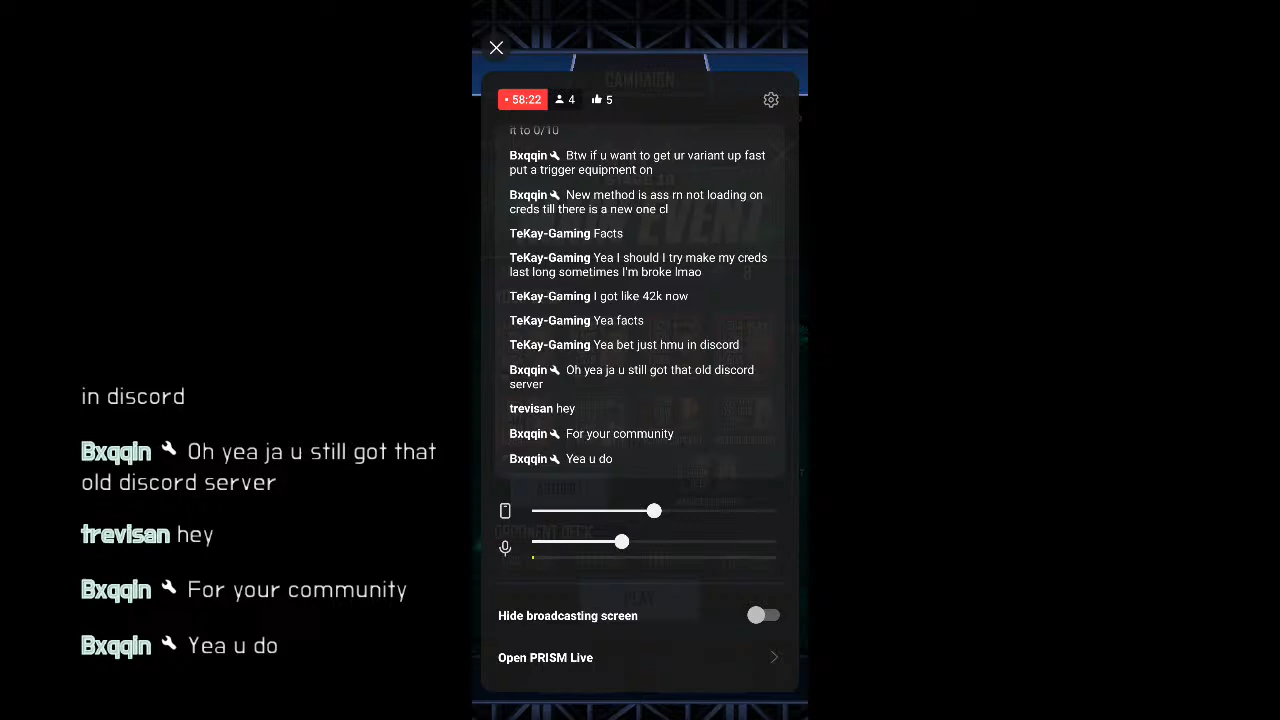 CAMPAIGN
• 58:22
4
5
it to 0/10
Bxqqin Btw if u want to get ur variant up fast
put a trigger equipment on
Bxqqin New method is ass rn not loading on
creds till there is a new one cl
EVENT
TeKay-Gaming Facts
TeKay-Gaming Yea I should I try make my creds
last long sometimes I'm broke lmao
TeKay-Gaming I got like 42k now
TeKay-Gaming Yea facts
TeKay-Gaming Yea bet just hmu in discord
Bxqqin Oh yea ja u still got that old discord
server
trevisan hey
Bxqqin For your community
Bxqqin Yea u do
OPPONENT DECK
PLAY
Hide broadcasting screen
Open PRISM Live
in discord
Bxqqin Oh yea ja u still got that
old discord server
trevisan hey
Bxqqin For your community
Bxqqin Yea u do